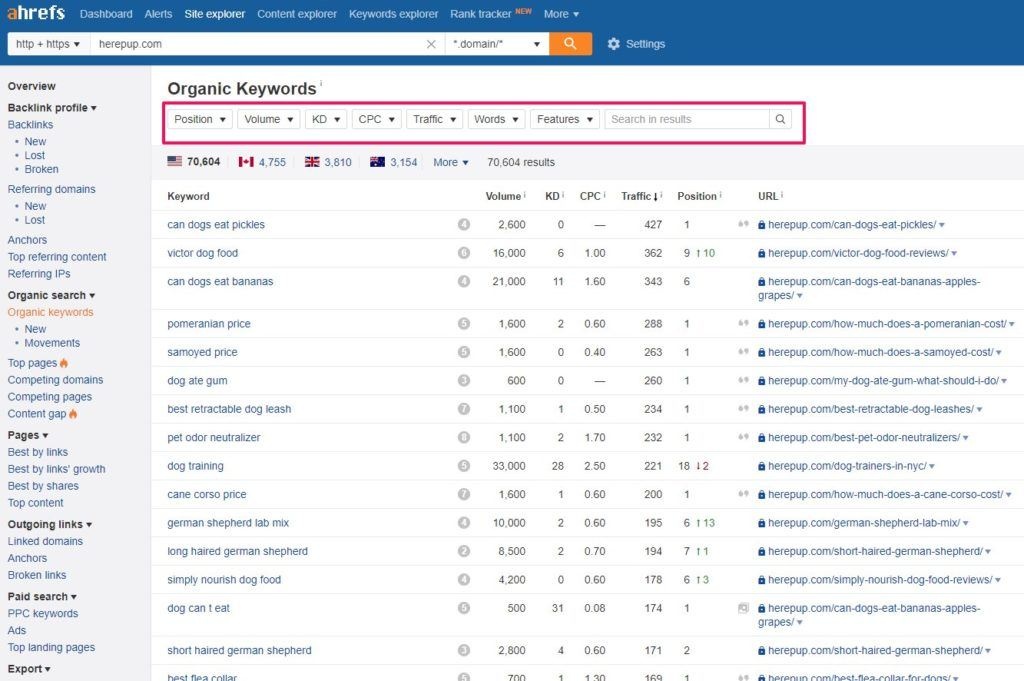 ahrefs Dashboard Alerts Site explorer Content explorer Keywords explorer Rank tracker NEW More
http + https herepup.com *.domain/* Settings
Overview
Backlink profile
Backlinks
New
Lost
Broken
Referring domains
New
Lost
Anchors
Top referring content
Referring IPs
Organic search
Organic keywords
New
Movements
Top pages
Competing domains
Competing pages
Content gap
Pages
Best by links
Best by links' growth
Best by shares
Top content
Outgoing links
Linked domains
Anchors
Broken links
Paid search
PPC keywords
Ads
Top landing pages
Export
Organic Keywords i
Position Volume KD CPC Traffic Words Features Search in results
70,604 4,755 3,810 3,154 More 70,604 results
Keyword Volume i KD i CPC i Traffic ↓ i Position i URL i
can dogs eat pickles 4 2,600 0 — 427 1 herepup.com/can-dogs-eat-pickles/
victor dog food 6 16,000 6 1.00 362 9 ↑10 herepup.com/victor-dog-food-reviews/
can dogs eat bananas 4 21,000 11 1.60 343 6 herepup.com/can-dogs-eat-bananas-apples-
grapes/
pomeranian price 5 1,600 2 0.60 288 1 herepup.com/how-much-does-a-pomeranian-cost/
samoyed price 5 1,600 0 0.40 263 1 herepup.com/how-much-does-a-samoyed-cost/
dog ate gum 3 600 0 — 260 1 herepup.com/my-dog-ate-gum-what-should-i-do/
best retractable dog leash 7 1,100 1 0.50 234 1 herepup.com/best-retractable-dog-leashes/
pet odor neutralizer 8 1,100 2 1.70 232 1 herepup.com/best-pet-odor-neutralizers/
dog training 5 33,000 28 2.50 221 18 ↓2 herepup.com/dog-trainers-in-nyc/
cane corso price 7 1,600 1 0.60 200 1 herepup.com/how-much-does-a-cane-corso-cost/
german shepherd lab mix 4 10,000 2 0.60 195 6 ↑13 herepup.com/german-shepherd-lab-mix/
long haired german shepherd 2 8,500 2 0.70 194 7 ↑1 herepup.com/short-haired-german-shepherd/
simply nourish dog food 4 4,200 0 0.60 178 6 ↑3 herepup.com/simply-nourish-dog-food-reviews/
dog can t eat 5 500 31 0.08 174 1 herepup.com/can-dogs-eat-bananas-apples-
grapes/
short haired german shepherd 3 2,800 4 0.60 171 2 herepup.com/short-haired-german-shepherd/
best flea collar 5 700 1 1.30 169 1 herepup.com/best-flea-collar-for-dogs/